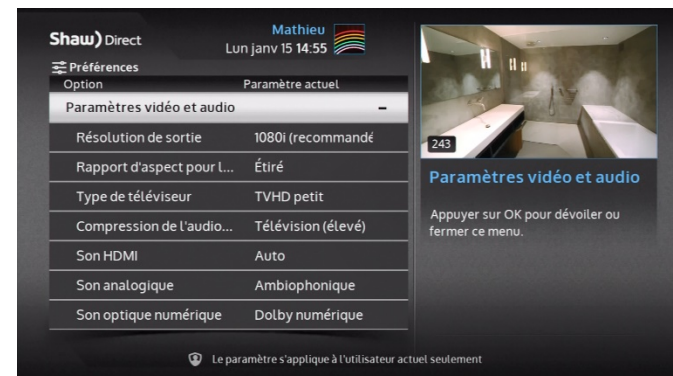 Shaw) Direct
Mathieu
Lun janv 15 14:55
Préférences
Option Paramètre actuel
Paramètres vidéo et audio –
Résolution de sortie 1080i (recommandé
Rapport d'aspect pour l... Étiré
Type de téléviseur TVHD petit
Compression de l'audio... Télévision (élevé)
Son HDMI Auto
Son analogique Ambiophonique
Son optique numérique Dolby numérique
243
Paramètres vidéo et audio
Appuyer sur OK pour dévoiler ou
fermer ce menu.
Le paramètre s'applique à l'utilisateur actuel seulement